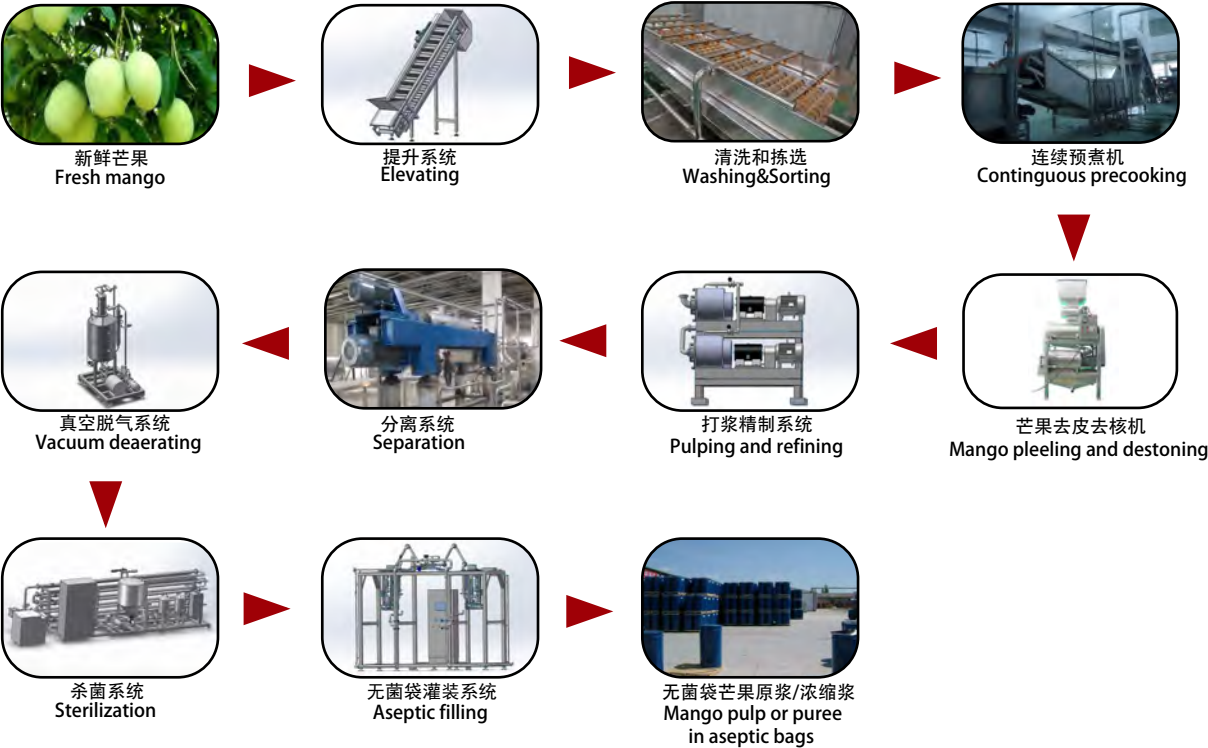 新鲜芒果
Fresh mango
提升系统
Elevating
清洗和拣选
Washing&Sorting
连续预煮机
Continguous precooking
芒果去皮去核机
Mango pleeling and destoning
打浆精制系统
Pulping and refining
分离系统
Separation
真空脱气系统
Vacuum deaerating
杀菌系统
Sterilization
无菌袋灌装系统
Aseptic filling
无菌袋芒果原浆/浓缩浆
Mango pulp or puree
in aseptic bags